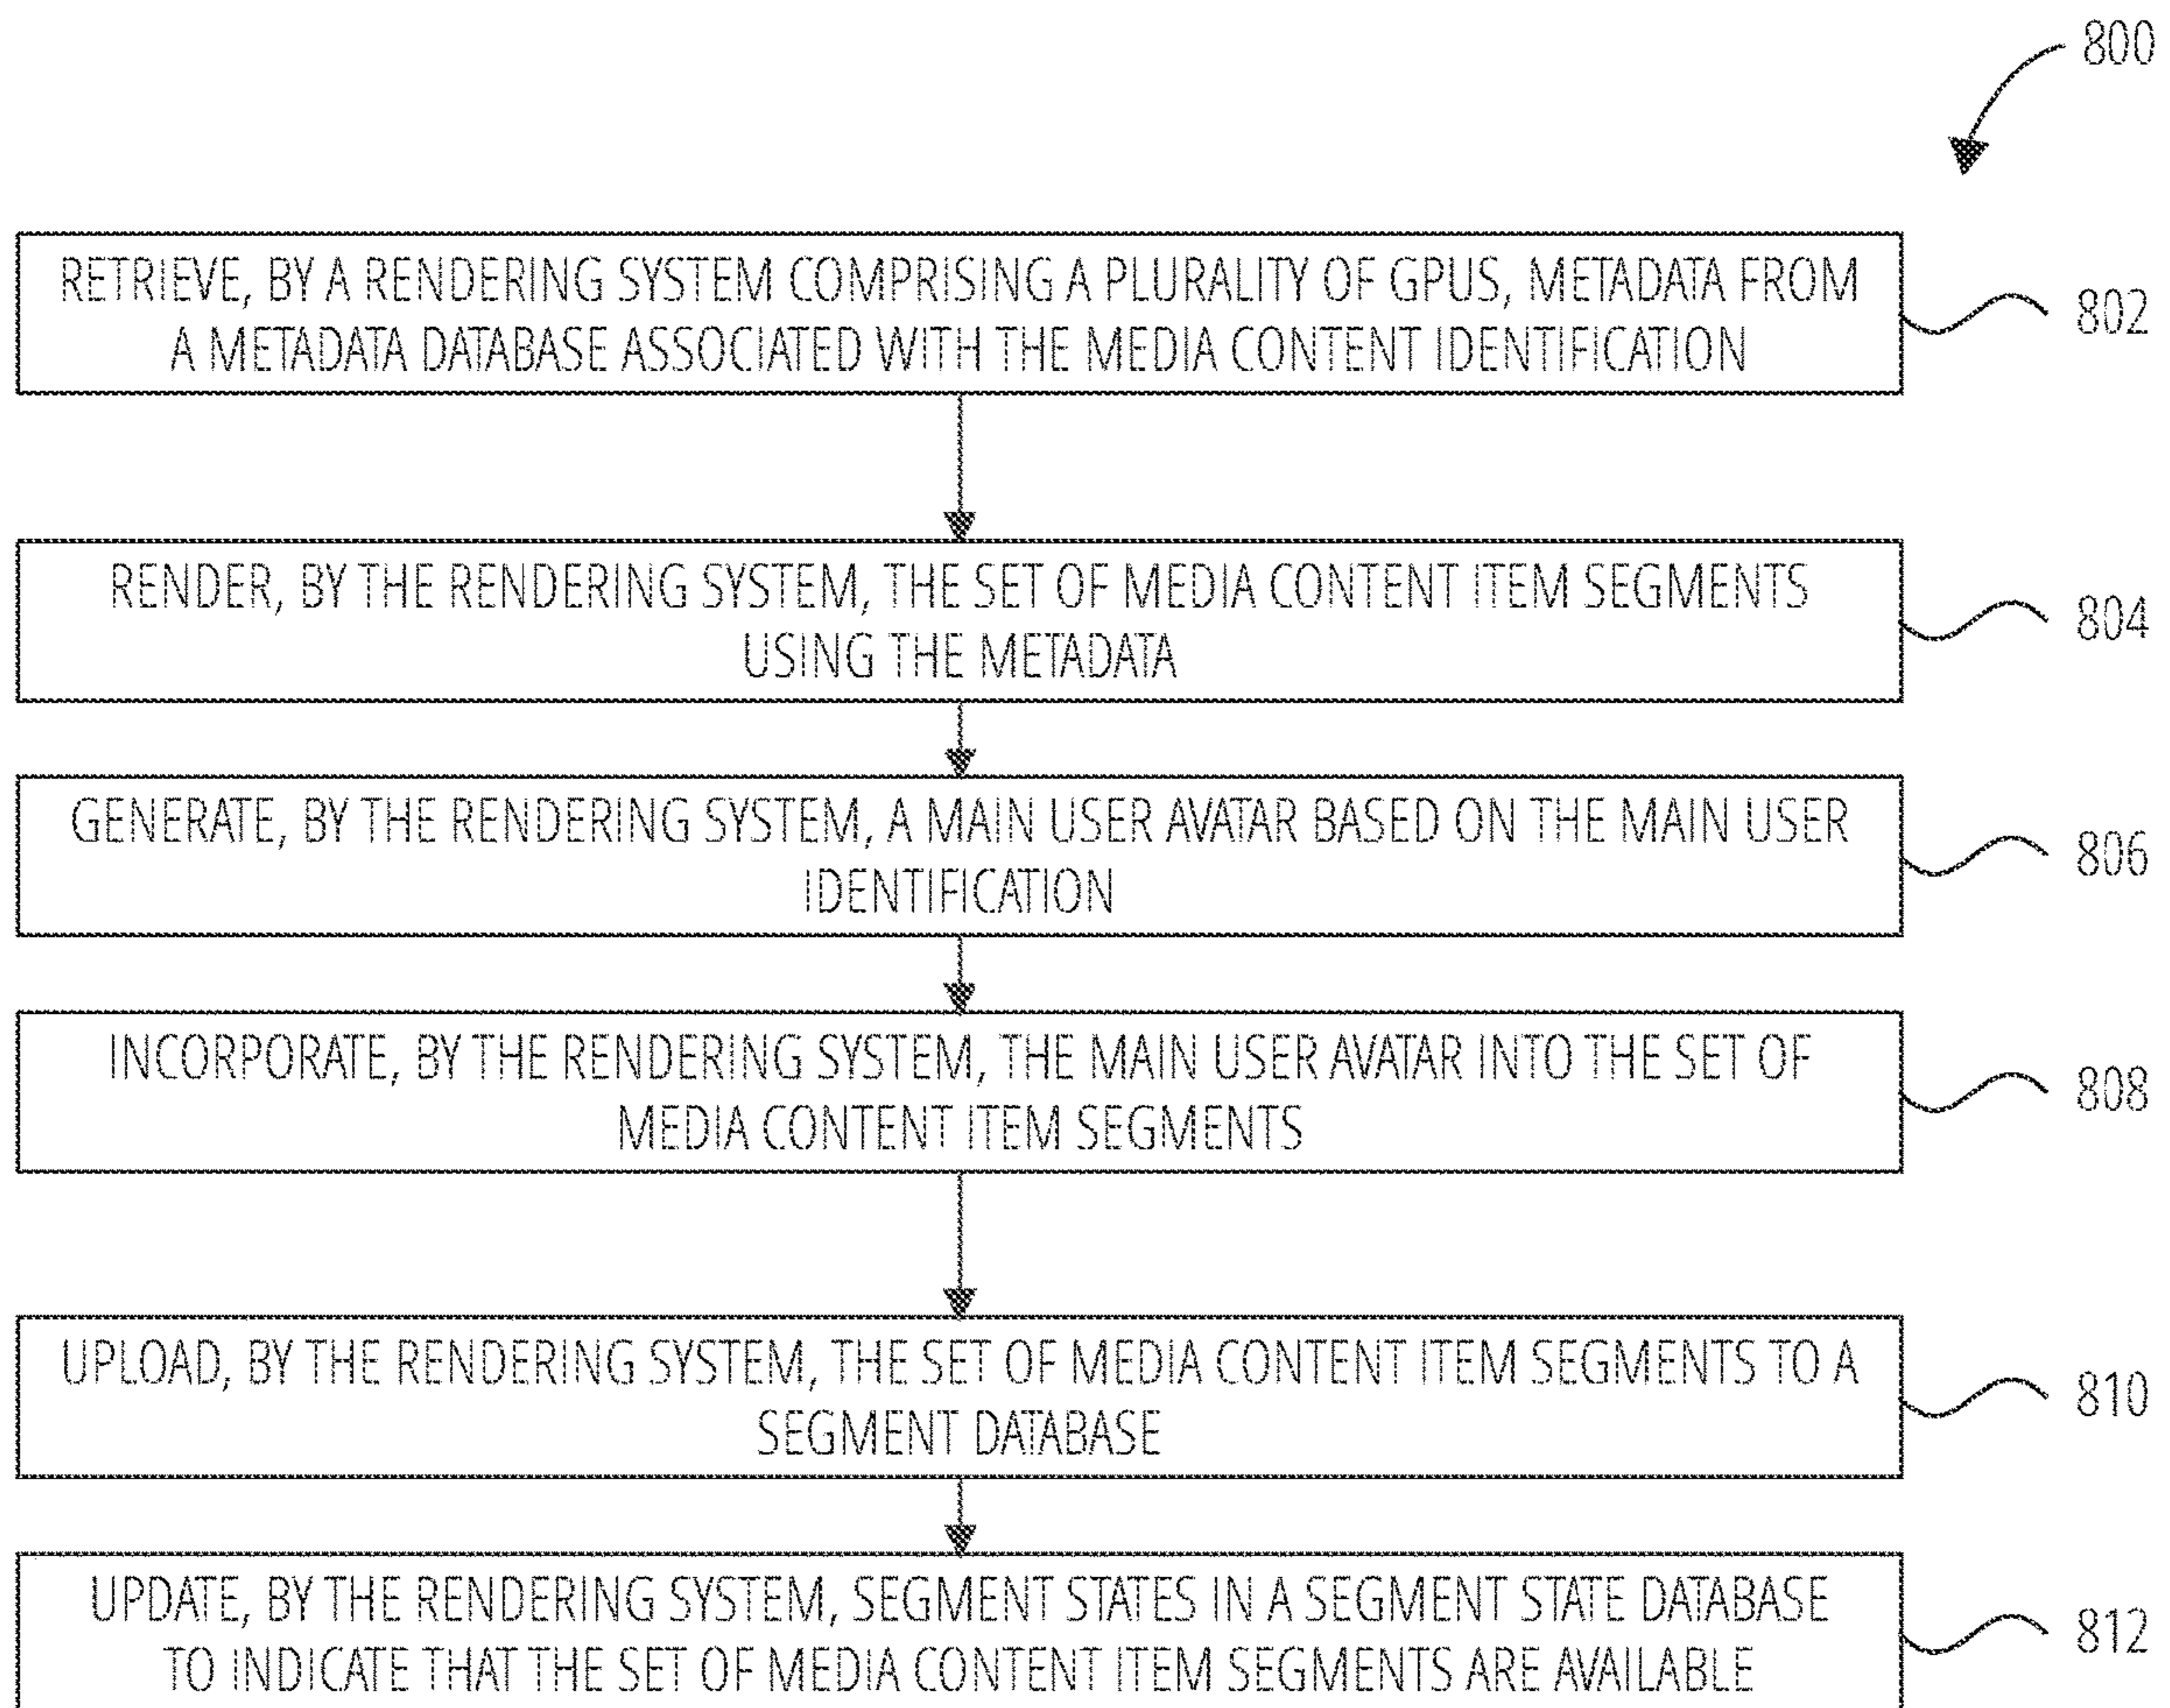 800
RETRIEVE, BY A RENDERING SYSTEM COMPRISING A PLURALITY OF GPUS, METADATA FROM
A METADATA DATABASE ASSOCIATED WITH THE MEDIA CONTENT IDENTIFICATION
802
RENDER, BY THE RENDERING SYSTEM, THE SET OF MEDIA CONTENT ITEM SEGMENTS
USING THE METADATA
804
GENERATE, BY THE RENDERING SYSTEM, A MAIN USER AVATAR BASED ON THE MAIN USER
IDENTIFICATION
806
INCORPORATE, BY THE RENDERING SYSTEM, THE MAIN USER AVATAR INTO THE SET OF
MEDIA CONTENT ITEM SEGMENTS
808
UPLOAD, BY THE RENDERING SYSTEM, THE SET OF MEDIA CONTENT ITEM SEGMENTS TO A
SEGMENT DATABASE
810
UPDATE, BY THE RENDERING SYSTEM, SEGMENT STATES IN A SEGMENT STATE DATABASE
TO INDICATE THAT THE SET OF MEDIA CONTENT ITEM SEGMENTS ARE AVAILABLE
812